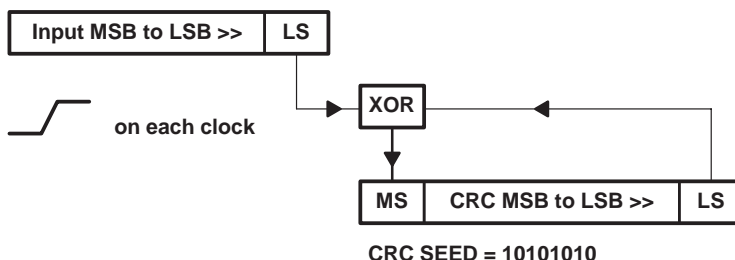 Input MSB to LSB >> LS
XOR
on each clock
MS CRC MSB to LSB >> LS
CRC SEED = 10101010